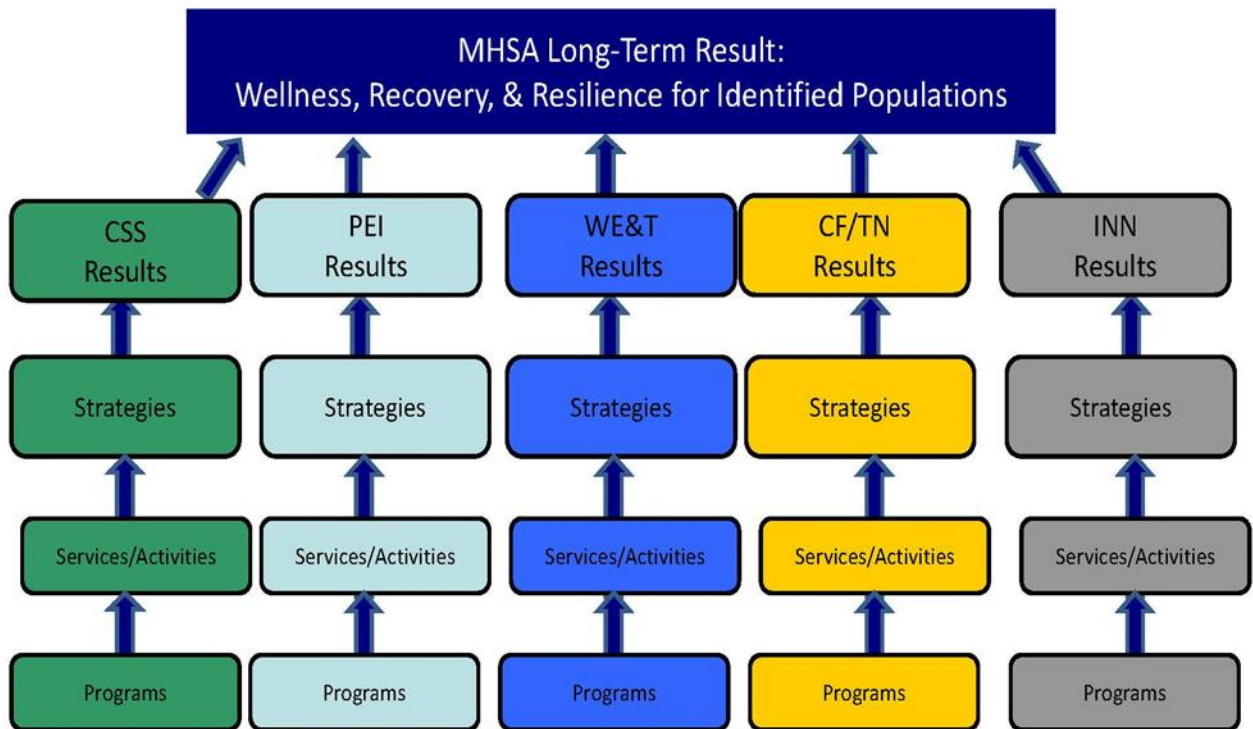 MHSA Long-Term Result:
Wellness, Recovery, & Resilience for Identified Populations
CSS
Results
PEI
Results
WE&T
Results
CF/TN
Results
INN
Results
Strategies
Strategies
Strategies
Strategies
Strategies
Services/Activities
Services/Activities
Services/Activities
Services/Activities
Services/Activities
Programs
Programs
Programs
Programs
Programs